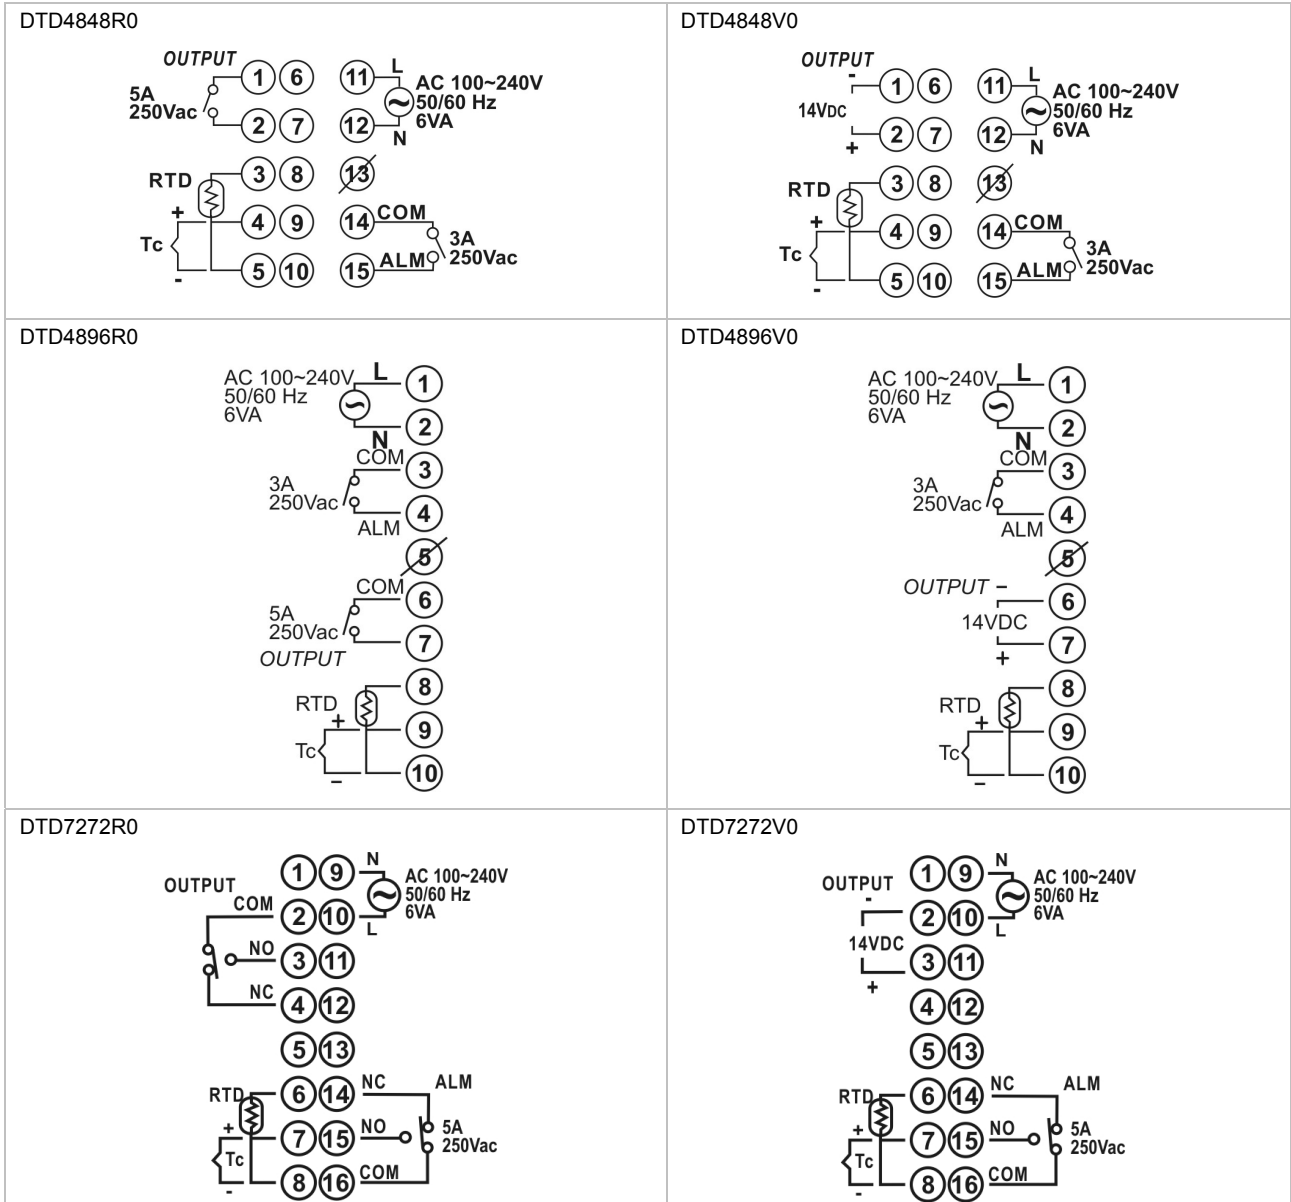 DTD4848R0
OUTPUT
1 6 11 L
AC 100~240V
5A
250Vac
50/60 Hz
6VA
2 7 12 N
RTD 3 8 13
+ 4 9 14 COM
Tc
3A
250Vac
- 5 10 15 ALM
DTD4848V0
OUTPUT
- 1 6 11 L
AC 100~240V
14VDC
50/60 Hz
6VA
+ 2 7 12 N
RTD 3 8 13
+ 4 9 14 COM
Tc
3A
250Vac
- 5 10 15 ALM
DTD4896R0
AC 100~240V L 1
50/60 Hz
6VA
2
N
COM 3
3A
250Vac
4
ALM
5
COM 6
5A
250Vac
7
OUTPUT
8
RTD
+ 9
Tc
- 10
DTD4896V0
AC 100~240V L 1
50/60 Hz
6VA
2
N
COM 3
3A
250Vac
4
ALM
5
OUTPUT -
6
14VDC
7
+
8
RTD
+ 9
Tc
- 10
DTD7272R0
1 9 N
AC 100~240V
50/60 Hz
6VA
OUTPUT
COM 2 10 L
NO 3 11
NC 4 12
5 13
RTD 6 14 NC ALM
+ 7 15 NO
5A
250Vac
Tc
- 8 16 COM
DTD7272V0
1 9 N
AC 100~240V
50/60 Hz
6VA
OUTPUT
- 2 10 L
14VDC
3 11
+
4 12
5 13
RTD 6 14 NC ALM
+ 7 15 NO
5A
250Vac
Tc
- 8 16 COM